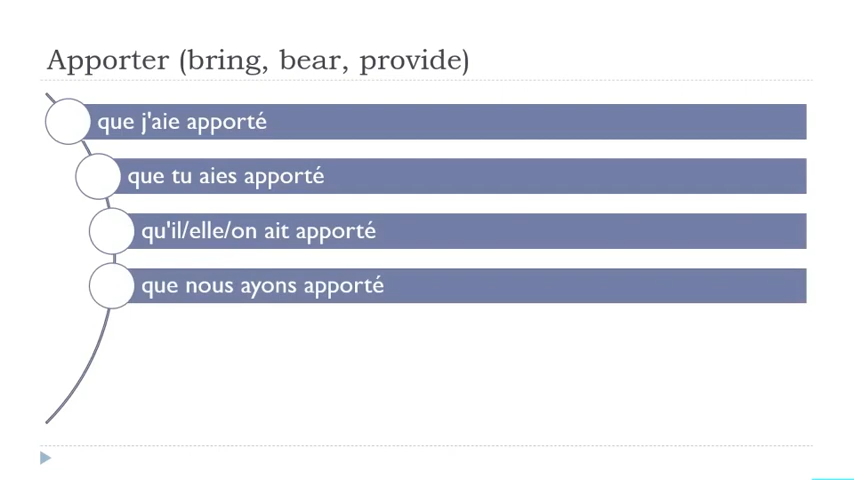 Apporter (bring, bear, provide)
que j'aie apporté
que tu aies apporté
qu'il/elle/on ait apporté
que nous ayons apporté